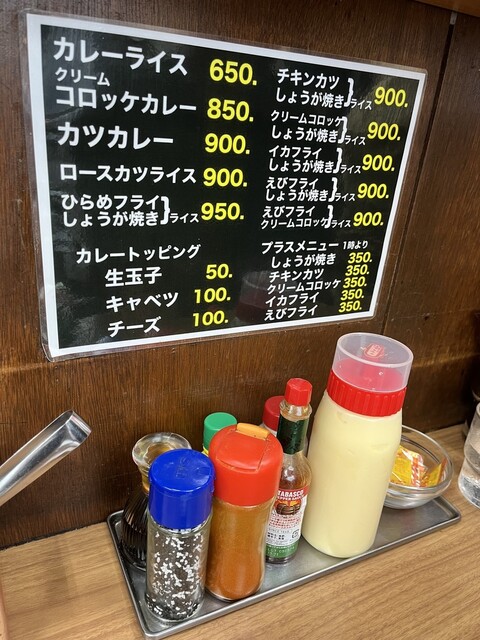 カレーライス 650.
クリーム
コロッケカレー 850.
カツカレー 900.
ロースカツライス 900.
ひらめフライ
しょうが焼き}ライス 950.
カレートッピング
生玉子 50.
キャベツ 100.
チーズ 100.
チキンカツ
しょうが焼き}ライス 900.
クリームコロッケ
しょうが焼き}ライス 900.
イカフライ
しょうが焼き}ライス 900.
えびフライ
しょうが焼き}ライス 900.
えびフライ
クリームコロッケ}ライス 900.
プラスメニュー 1時より
しょうが焼き 350.
チキンカツ 350.
クリームコロッケ 350.
イカフライ 350.
えびフライ 350.
TABASCO